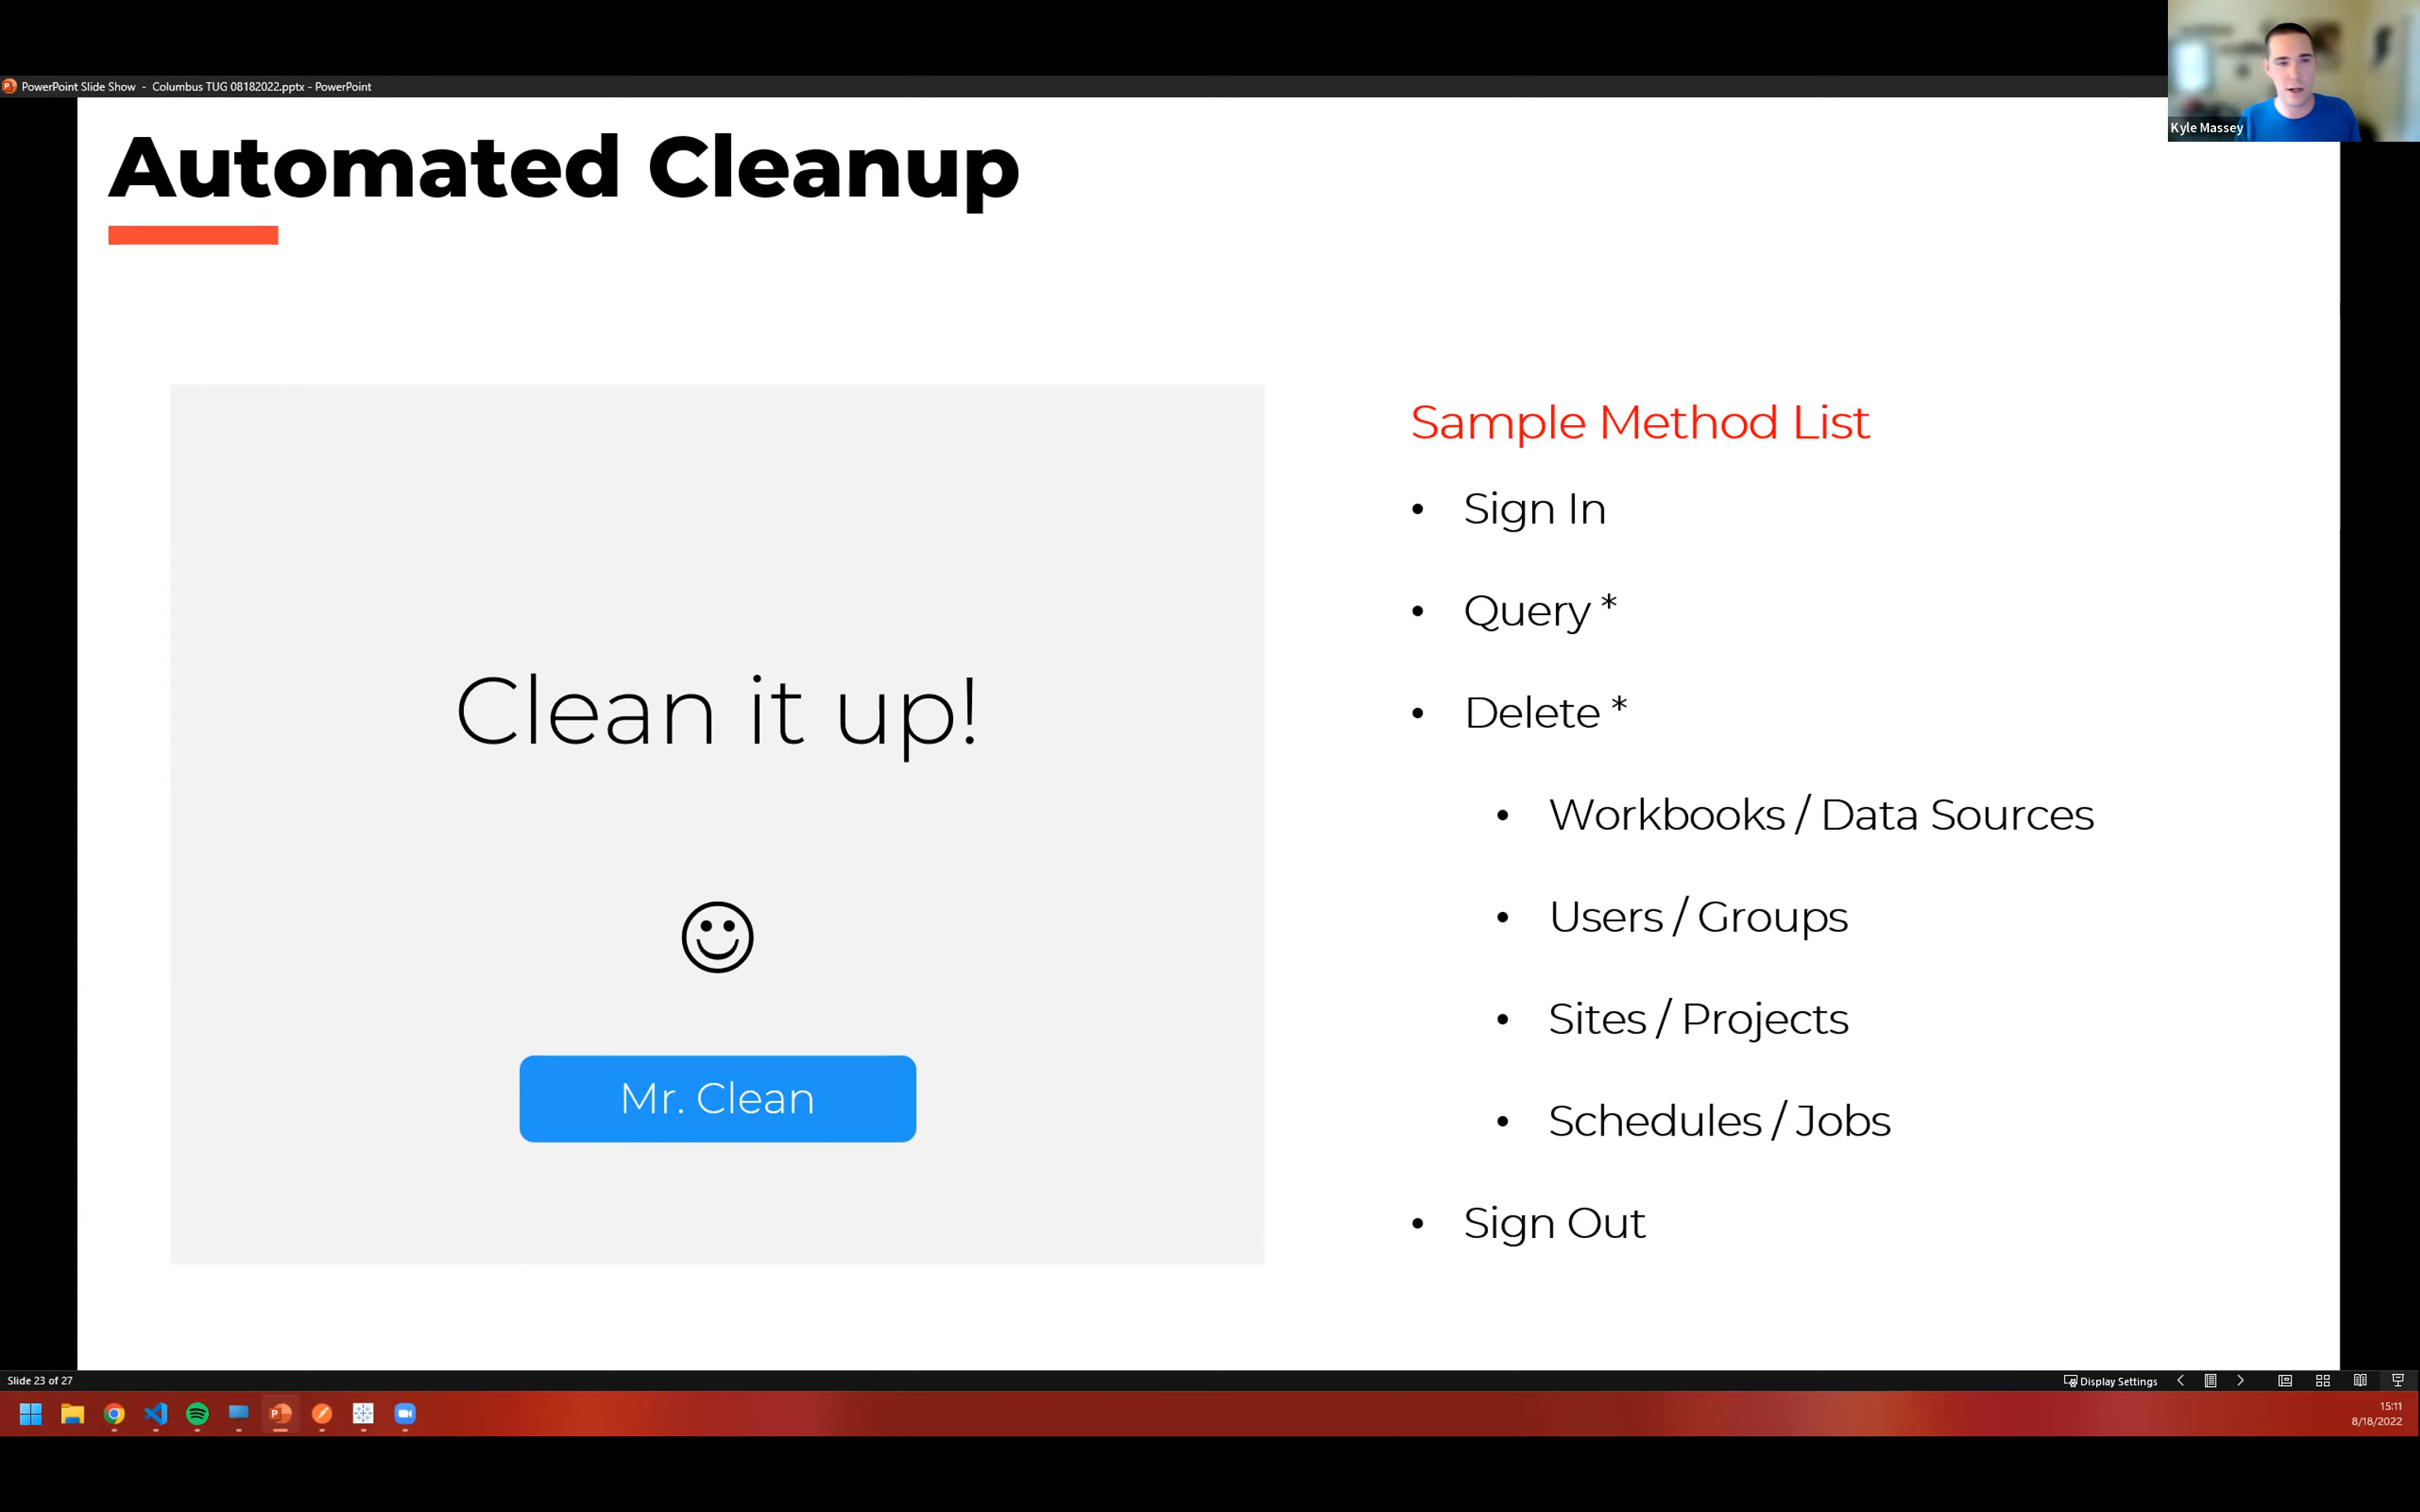 PowerPoint Slide Show - Columbus TUG 08182022.pptx - PowerPoint
Kyle Massey
Automated Cleanup
Clean it up!
Mr. Clean
Sample Method List
• Sign In
• Query *
• Delete *
• Workbooks / Data Sources
• Users / Groups
• Sites / Projects
• Schedules / Jobs
• Sign Out
Slide 23 of 27
Display Settings
15:11
8/18/2022